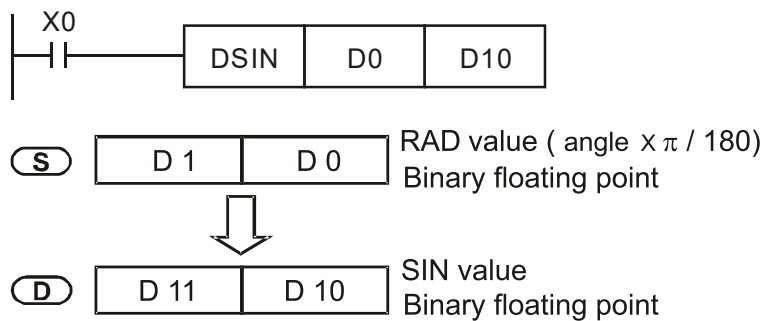 X0
DSIN D0 D10
S D 1 D 0 RAD value ( angle x π / 180)
Binary floating point
D D 11 D 10 SIN value
Binary floating point